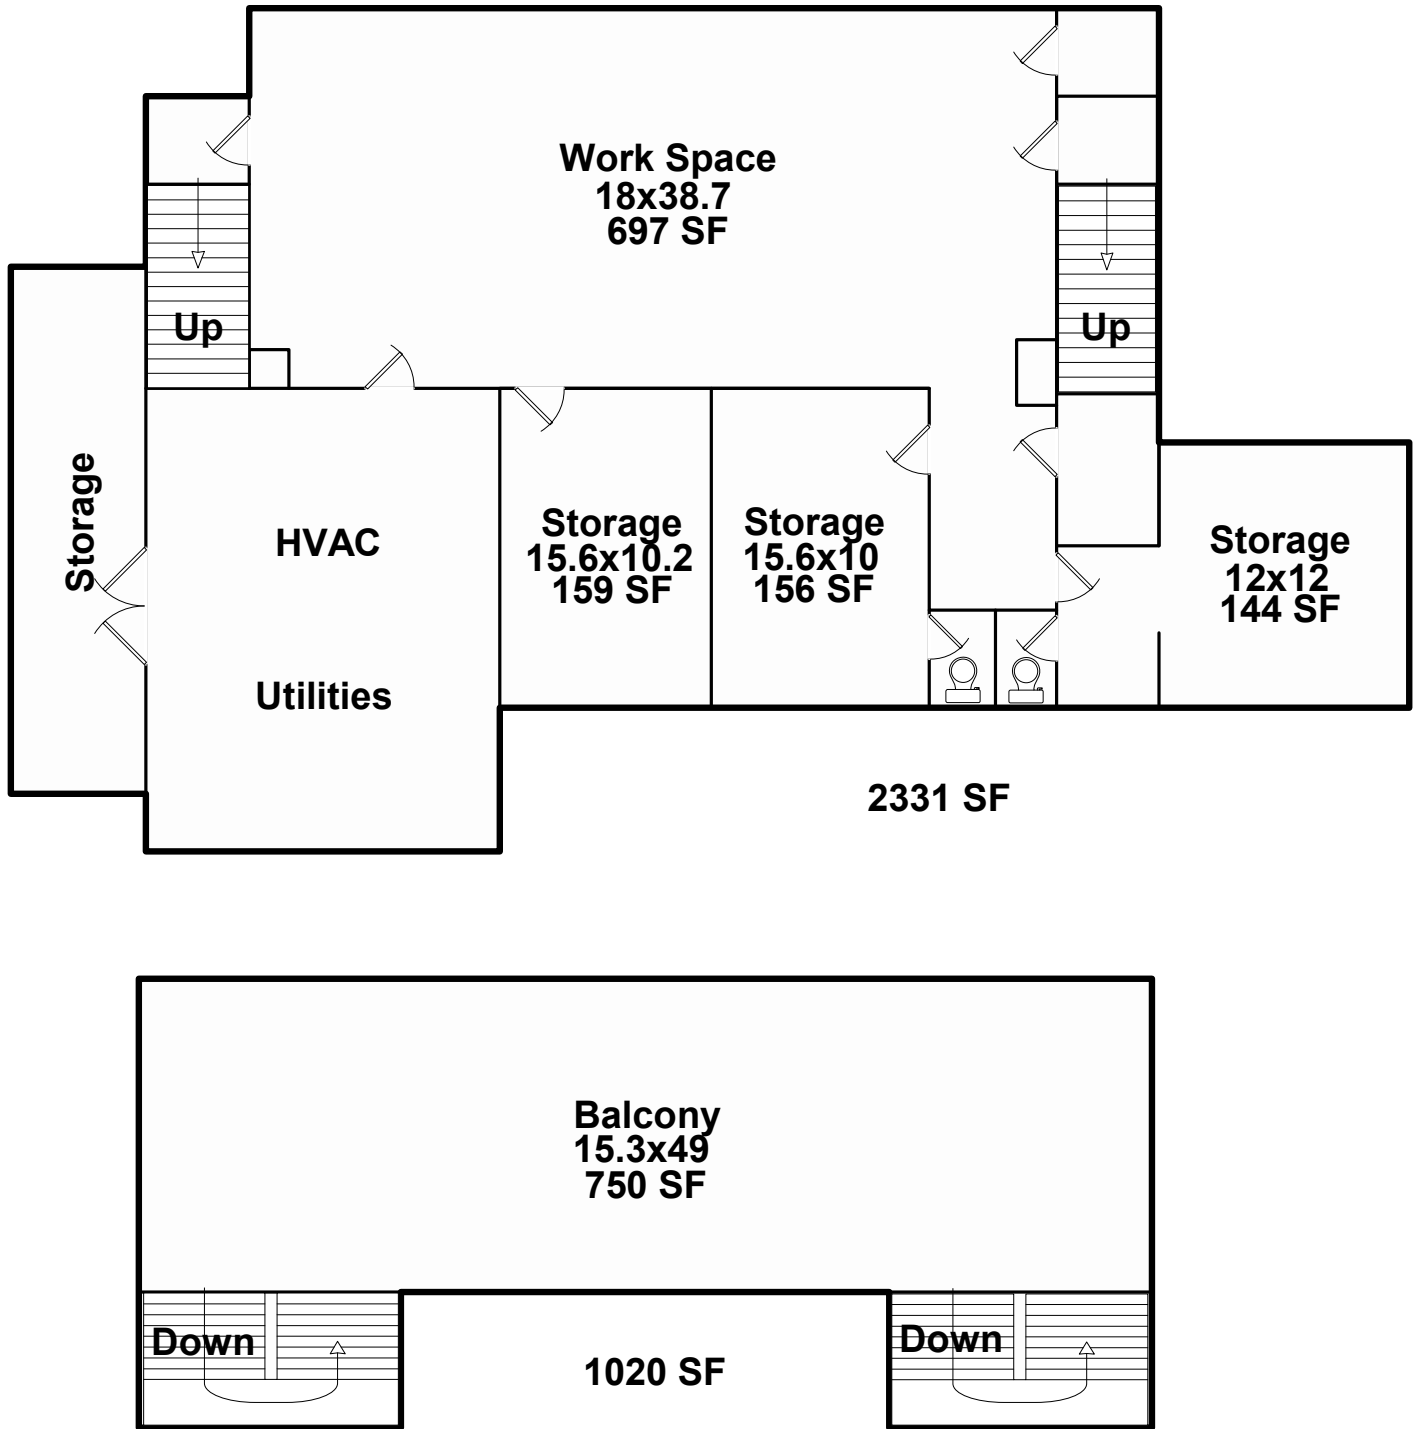 Work Space
18x38.7
697 SF
Up
Up
Storage
HVAC
Utilities
Storage
15.6x10.2
159 SF
Storage
15.6x10
156 SF
Storage
12x12
144 SF
2331 SF
Balcony
15.3x49
750 SF
Down
Down
1020 SF